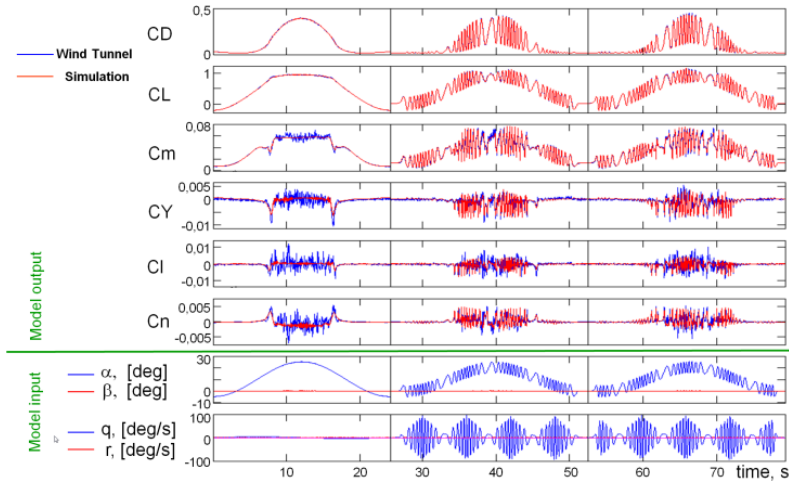 CD
0,5
0
Wind Tunnel
Simulation
CL
1
0
Cm
0,08
0
CY
0,005
0
-0,01
Cl
0,01
0
-0,01
Cn
0,005
0
-0,005
Model output
Model input
α, [deg]
β, [deg]
30
-10
q, [deg/s]
r, [deg/s]
100
0
-100
10 20 30 40 50 60 70 time, s